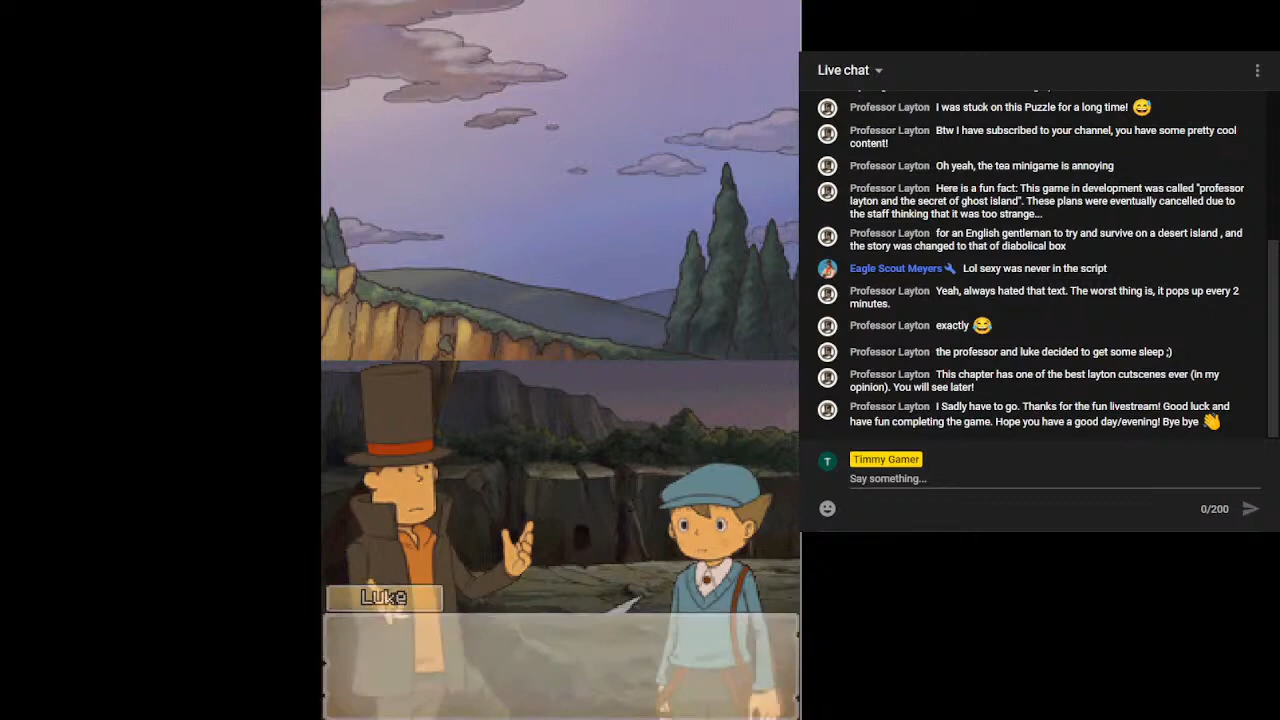 Live chat
Professor Layton I was stuck on this Puzzle for a long time! 😅
Professor Layton Btw I have subscribed to your channel, you have some pretty cool
content!
Professor Layton Oh yeah, the tea minigame is annoying
Professor Layton Here is a fun fact: This game in development was called "professor
layton and the secret of ghost island". These plans were eventually cancelled due to
the staff thinking that it was too strange...
Professor Layton for an English gentleman to try and survive on a desert island , and
the story was changed to that of diabolical box
Eagle Scout Meyers Lol sexy was never in the script
Professor Layton Yeah, always hated that text. The worst thing is, it pops up every 2
minutes.
Professor Layton exactly 😂
Professor Layton the professor and luke decided to get some sleep ;)
Professor Layton This chapter has one of the best layton cutscenes ever (in my
opinion). You will see later!
Professor Layton I Sadly have to go. Thanks for the fun livestream! Good luck and
have fun completing the game. Hope you have a good day/evening! Bye bye 👋
T Timmy Gamer
Say something...
0/200
Luke